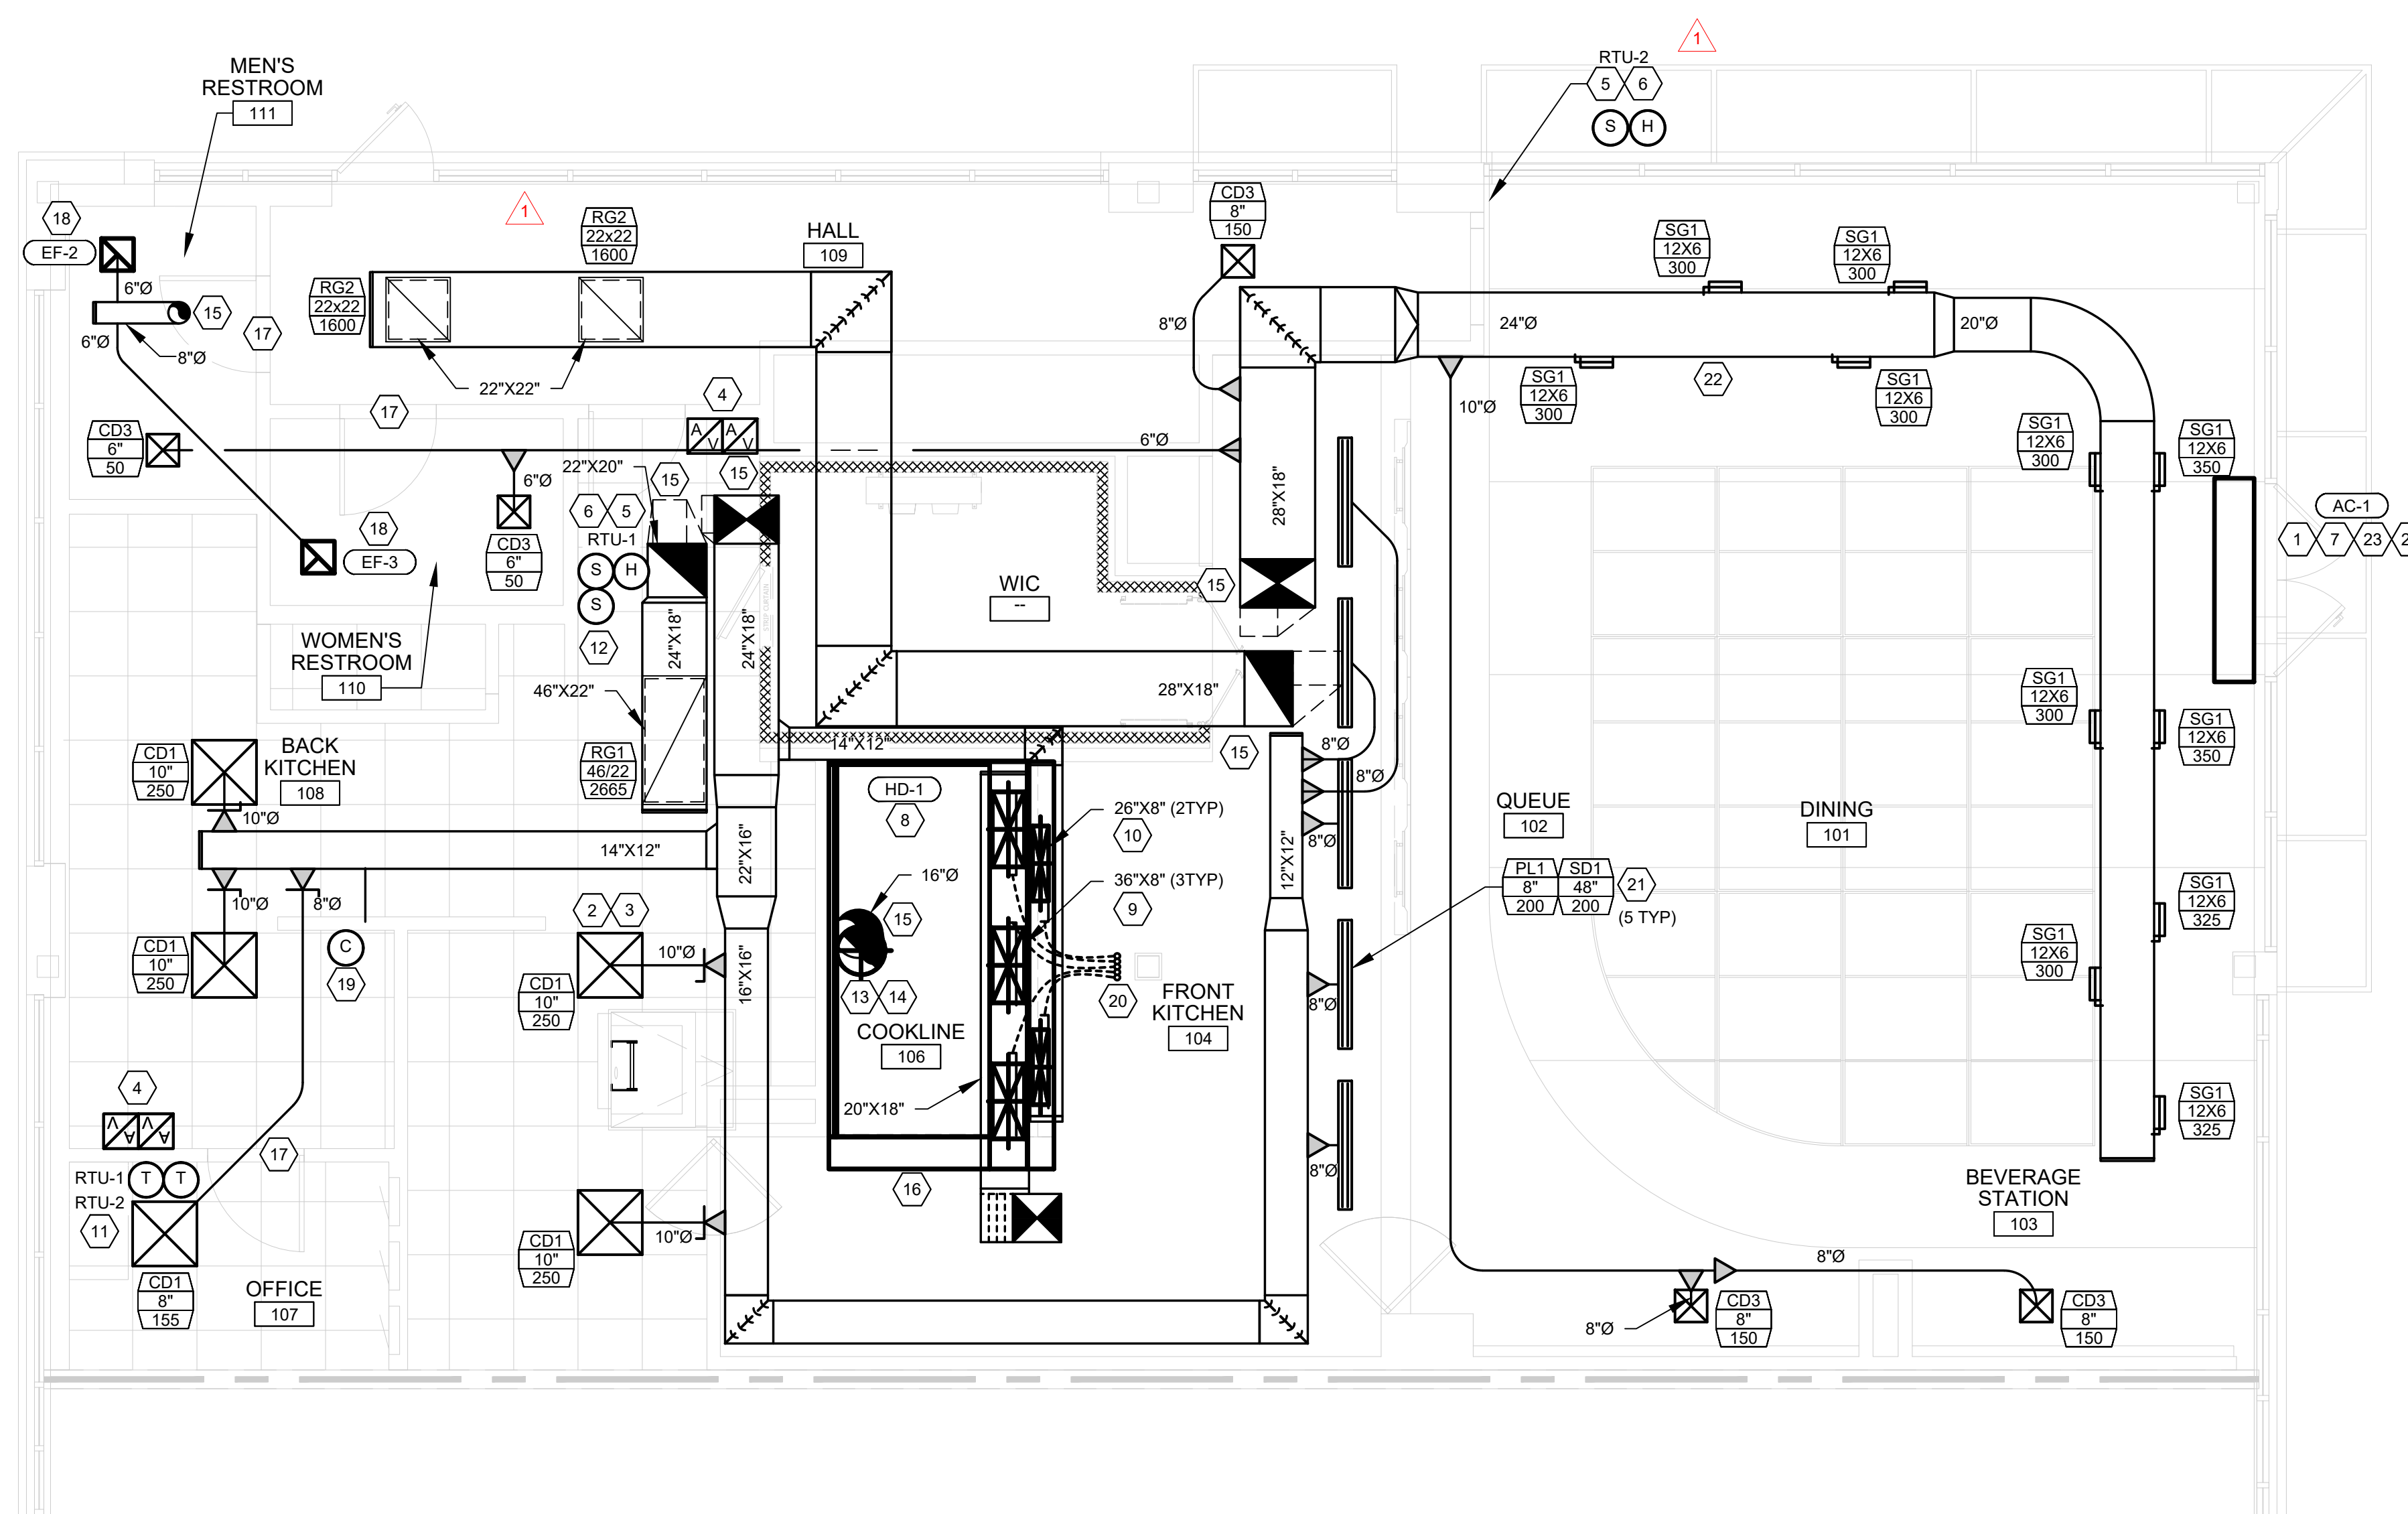 1
RTU-2
5
6
S
H
MEN'S
RESTROOM
111
18
EF-2
6"Ø
15
6"Ø
8"Ø
17
1
RG2
22x22
1600
RG2
22x22
1600
22"X22"
HALL
109
CD3
8"
150
8"Ø
SG1
12X6
300
SG1
12X6
300
24"Ø
20"Ø
SG1
12X6
300
22
SG1
12X6
300
10"Ø
SG1
12X6
300
SG1
12X6
350
17
4
A
V
A
V
CD3
6"
50
6"Ø
22"X20"
15
15
6"Ø
28"X18"
6
5
RTU-1
S
H
S
12
CD3
6"
50
18
EF-3
WOMEN'S
RESTROOM
110
24"X18"
24"X18"
STRIP CURTAIN
WIC
--
15
AC-1
1
7
23
46"X22"
28"X18"
SG1
12X6
300
SG1
12X6
350
BACK
KITCHEN
108
CD1
10"
250
10"Ø
RG1
46/22
2665
14"X12"
15
8"Ø
8"Ø
8"Ø
HD-1
8
26"X8" (2TYP)
10
QUEUE
102
DINING
101
14"X12"
22"X16"
12"X12"
16"Ø
15
36"X8" (3TYP)
9
PL1
8"
200
SD1
48"
200
21
(5 TYP)
10"Ø
8"Ø
2
3
CD1
10"
250
C
19
10"Ø
CD1
10"
250
16"X16"
13
14
20
COOKLINE
106
FRONT
KITCHEN
104
8"Ø
SG1
12X6
325
SG1
12X6
300
4
A
V
A
V
20"X18"
SG1
12X6
325
17
RTU-1
T
T
RTU-2
11
16
8"Ø
BEVERAGE
STATION
103
CD1
10"
250
10"Ø
CD1
8"
155
OFFICE
107
8"Ø
8"Ø
CD3
8"
150
CD3
8"
150